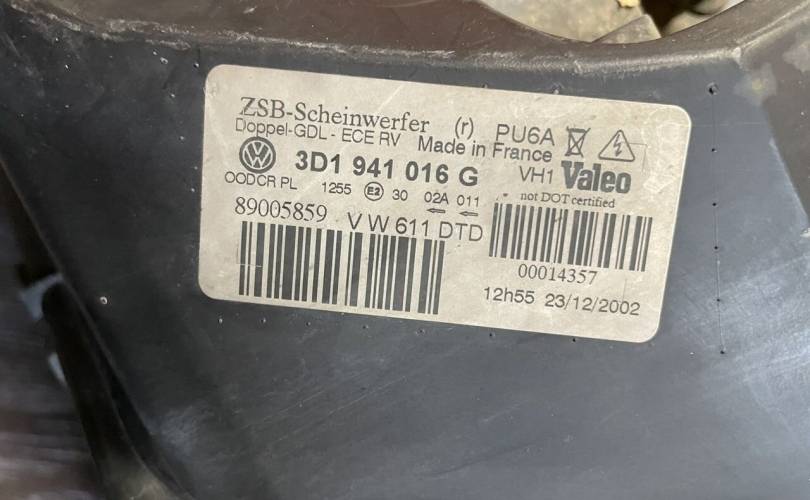 ZSB-Scheinwerfer (r) PU6A
Doppel-GDL - ECE RV Made in France
3D1 941 016 G VH1 Valeo
OODCR PL 1255 E2 30 02A 011 not DOT certified
89005859 V W 611 DTD
00014357
12h55 23/12/2002